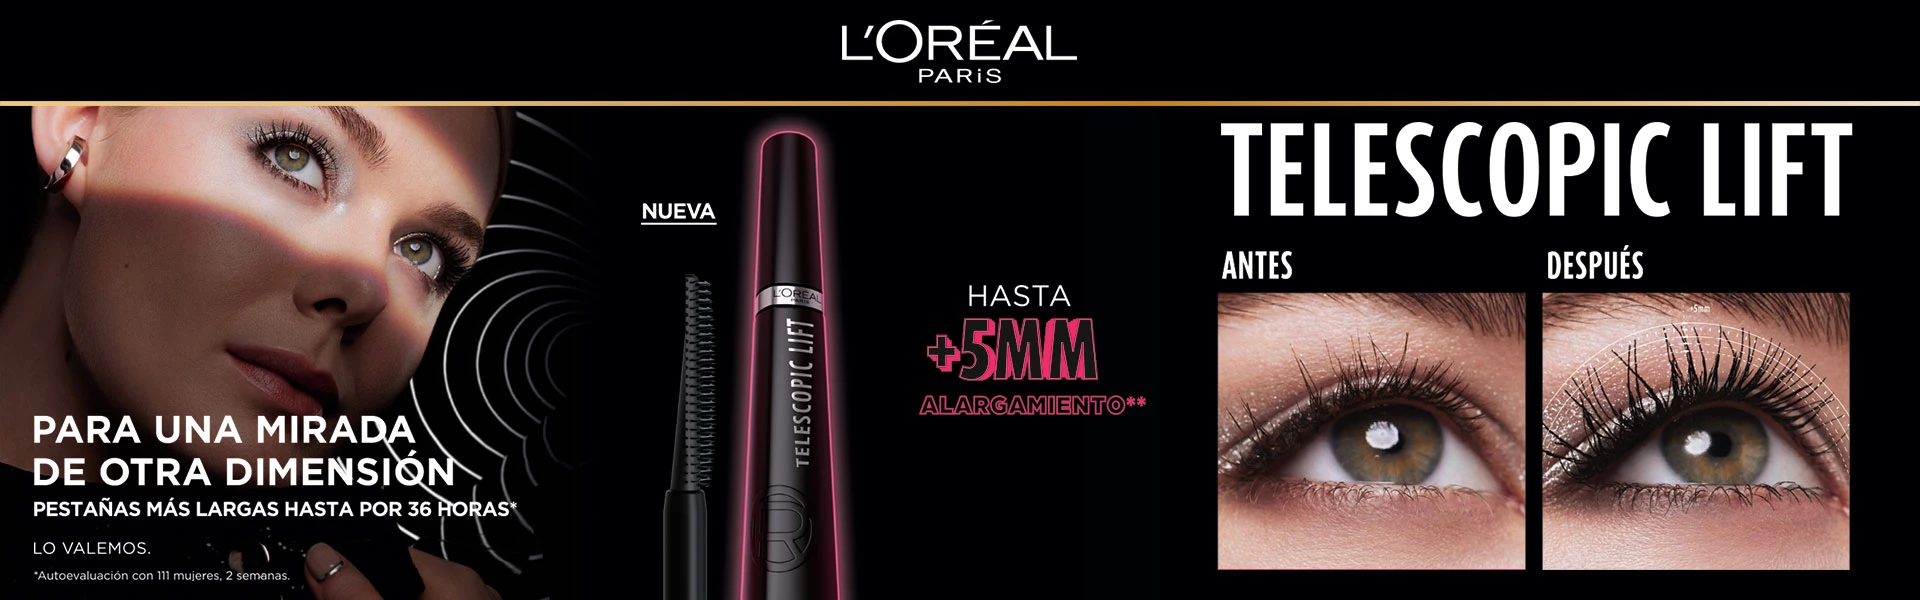 L'ORÉAL
PARiS
PARA UNA MIRADA
DE OTRA DIMENSIÓN
PESTAÑAS MÁS LARGAS HASTA POR 36 HORAS*
LO VALEMOS.
*Autoevaluación con 111 mujeres, 2 semanas.
NUEVA
L'ORÉAL
PARIS
TELESCOPIC LIFT
HASTA
+5MM
ALARGAMIENTO**
TELESCOPIC LIFT
ANTES
DESPUÉS
+5mm